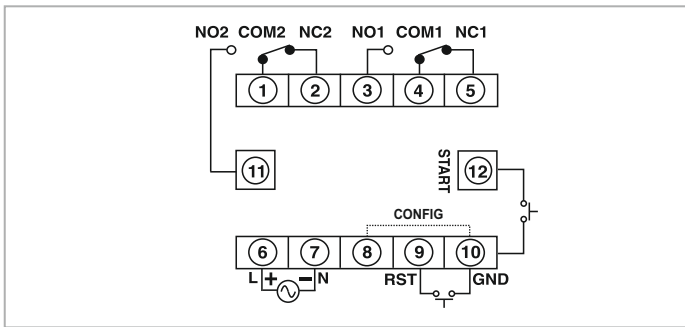 NO2 COM2 NC2 NO1 COM1 NC1
1 2 3 4 5
11 START 12
CONFIG
6 7 8 9 10
L + − N RST GND